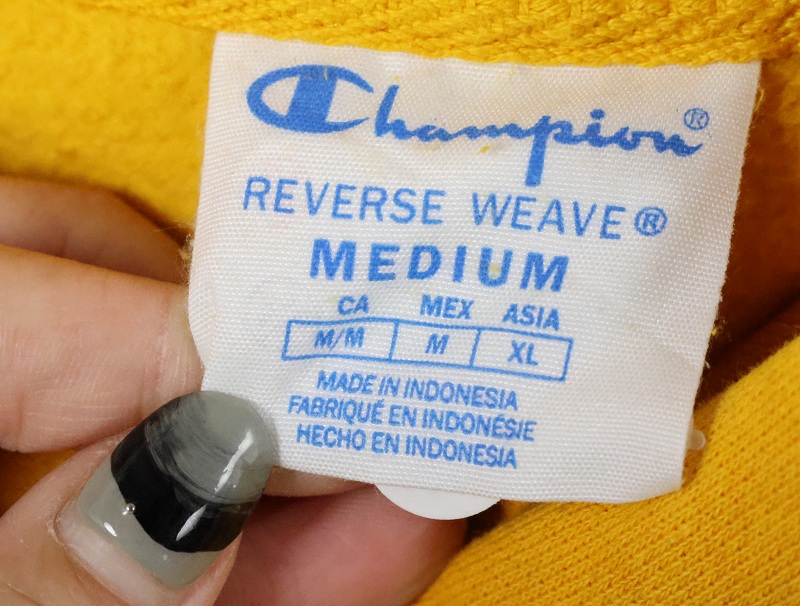 Champion®
REVERSE WEAVE®
MEDIUM
CA MEX ASIA
M/M M XL
MADE IN INDONESIA
FABRIQUÉ EN INDONÉSIE
HECHO EN INDONESIA